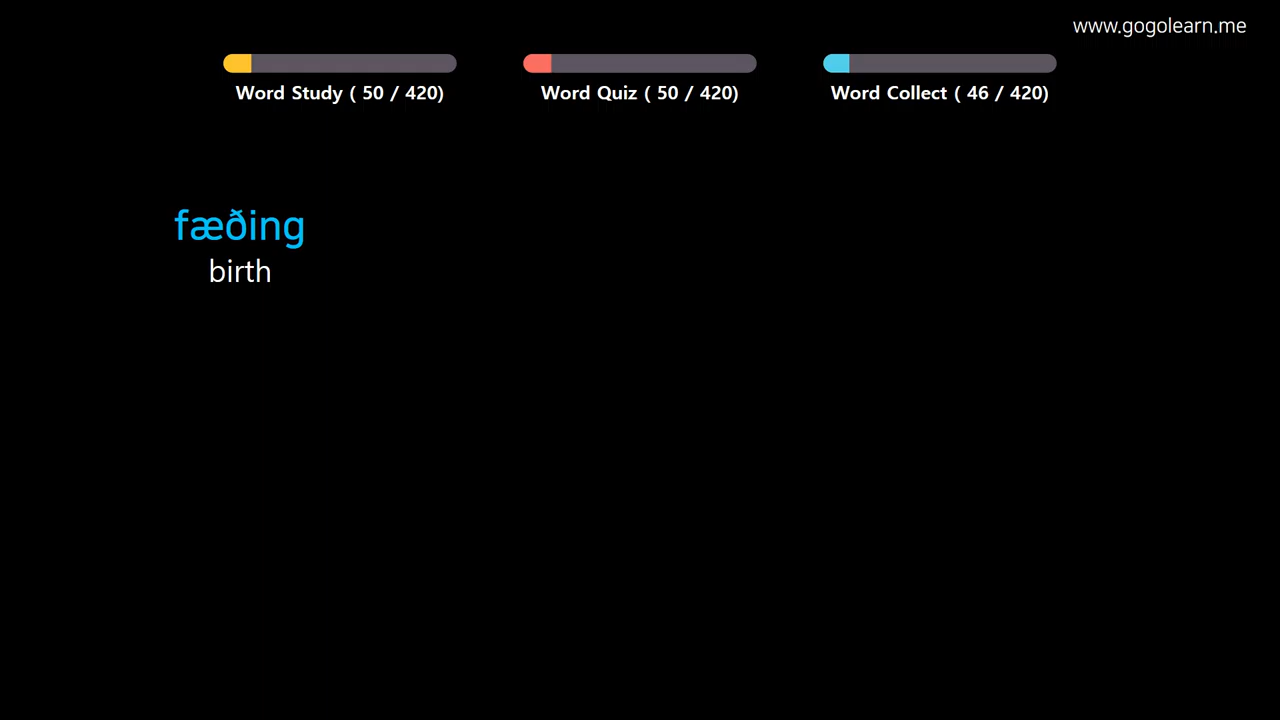 www.gogolearn.me
Word Study ( 50 / 420)
Word Quiz ( 50 / 420)
Word Collect ( 46 / 420)
fæðing
birth